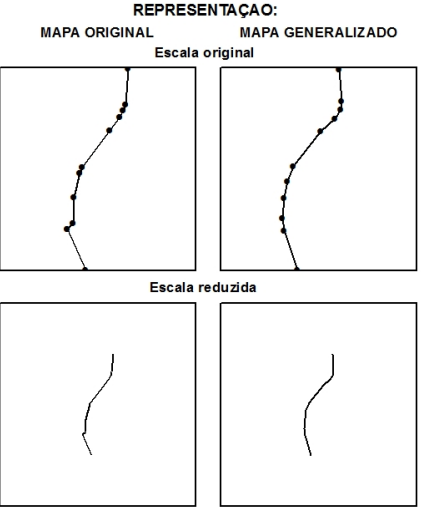 REPRESENTAÇAO:
MAPA ORIGINAL MAPA GENERALIZADO
Escala original
Escala reduzida